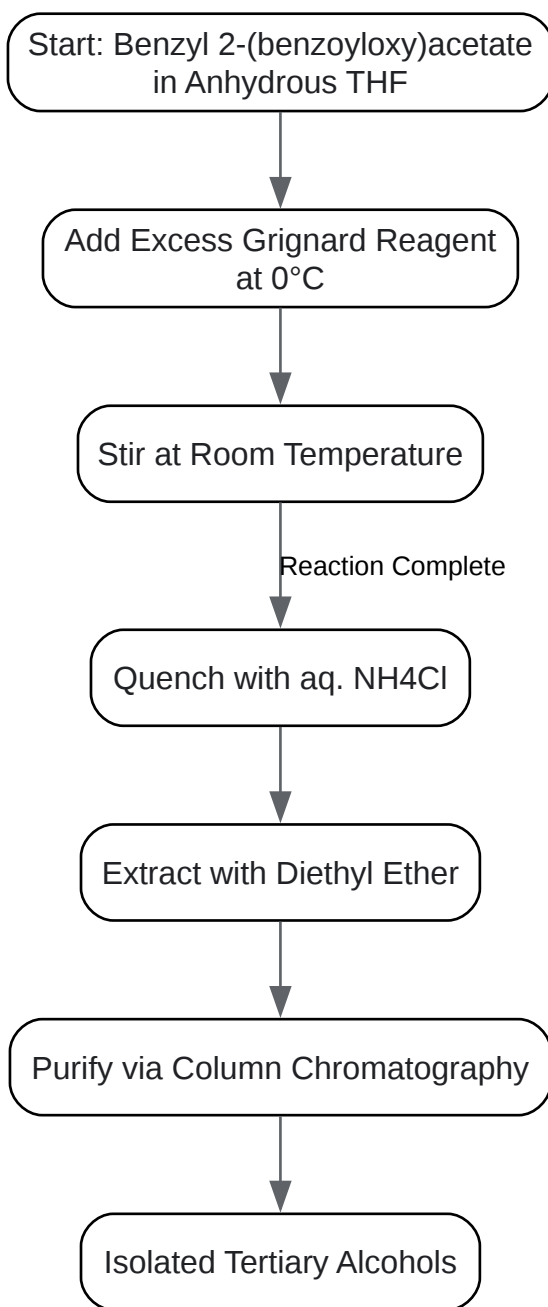 Start: Benzyl 2-(benzoyloxy)acetate
in Anhydrous THF
Add Excess Grignard Reagent
at 0°C
Stir at Room Temperature
Reaction Complete
Quench with aq. NH4Cl
Extract with Diethyl Ether
Purify via Column Chromatography
Isolated Tertiary Alcohols